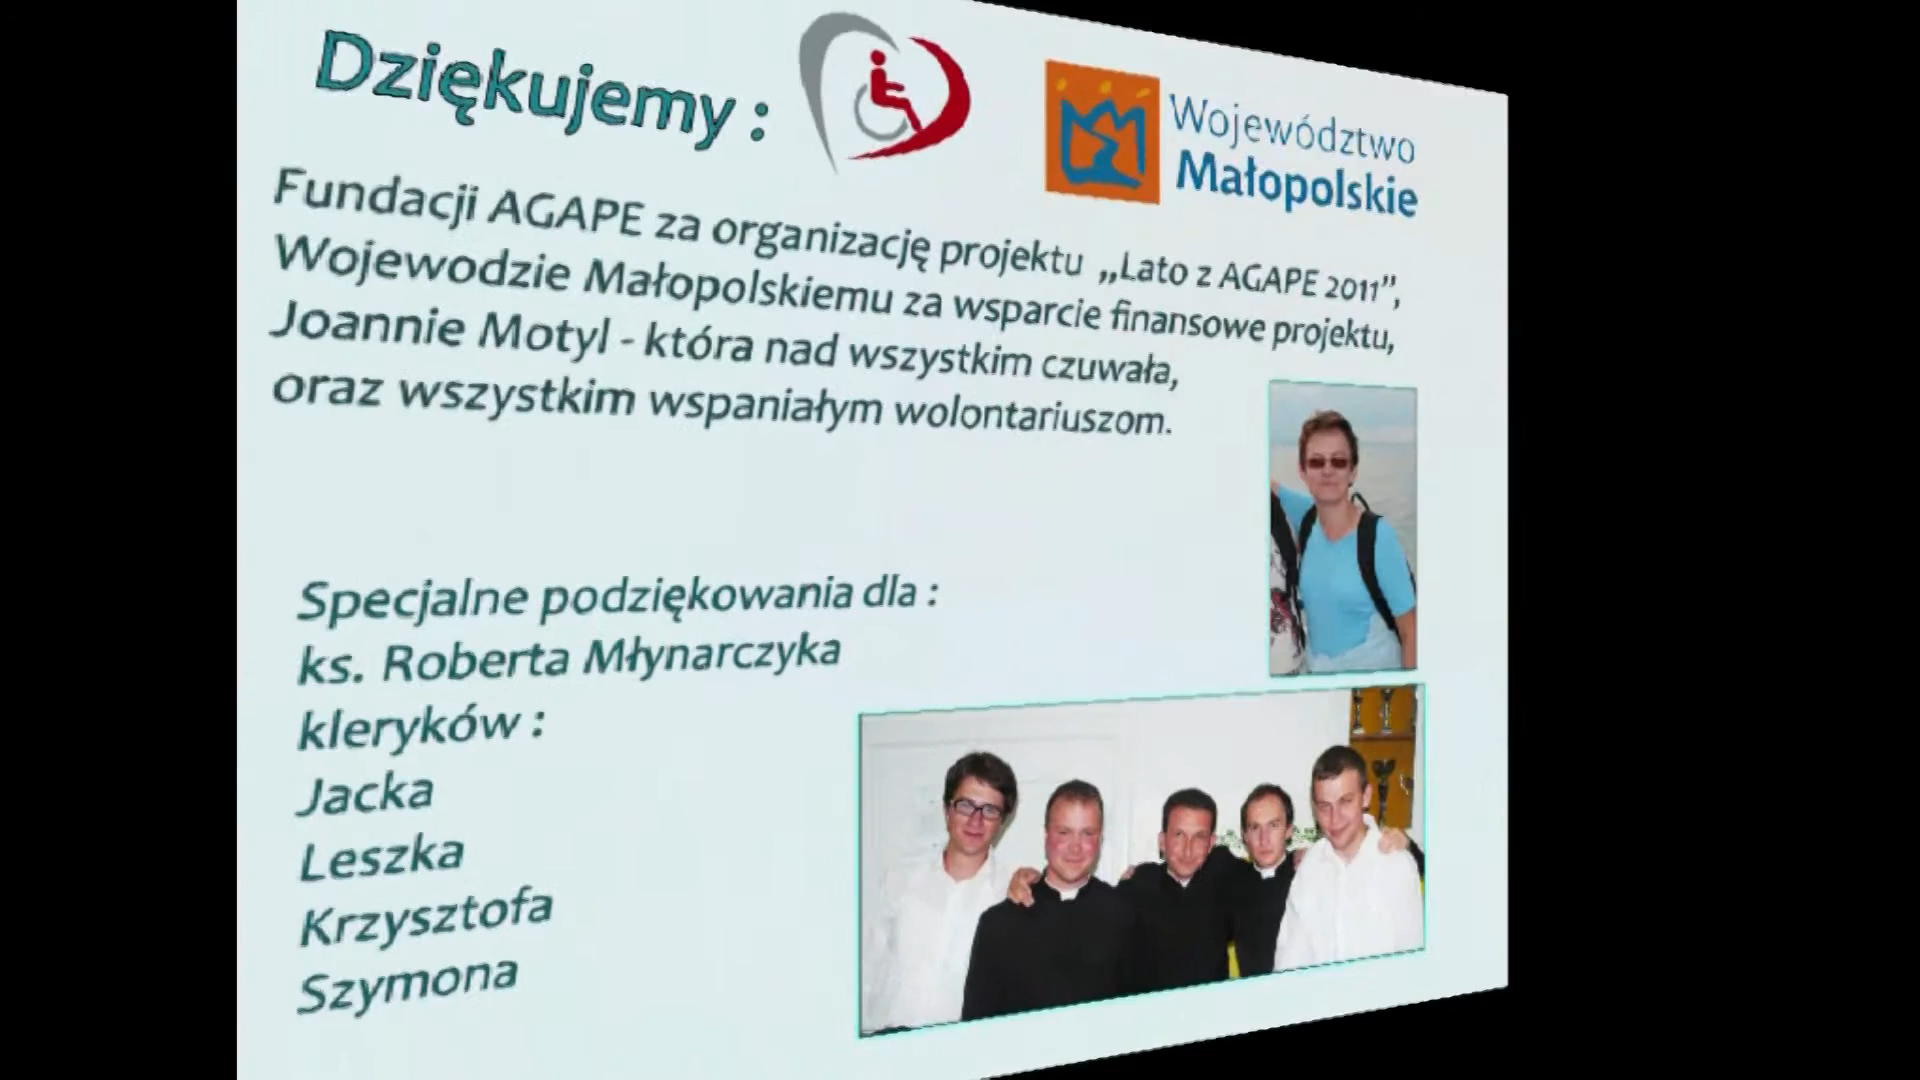 Dziękujemy :
Województwo
Małopolskie
Fundacji AGAPE za organizację projektu „Lato z AGAPE 2011”,
Wojewodzie Małopolskiemu za wsparcie finansowe projektu,
Joannie Motyl - która nad wszystkim czuwała,
oraz wszystkim wspaniałym wolontariuszom.
Specjalne podziękowania dla :
ks. Roberta Młynarczyka
kleryków :
Jacka
Leszka
Krzysztofa
Szymona